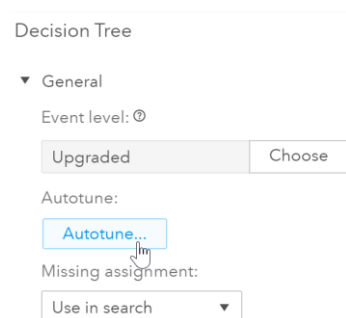 Decision Tree
General
Event level:
Upgraded Choose
Autotune:
Autotune...
Missing assignment:
Use in search